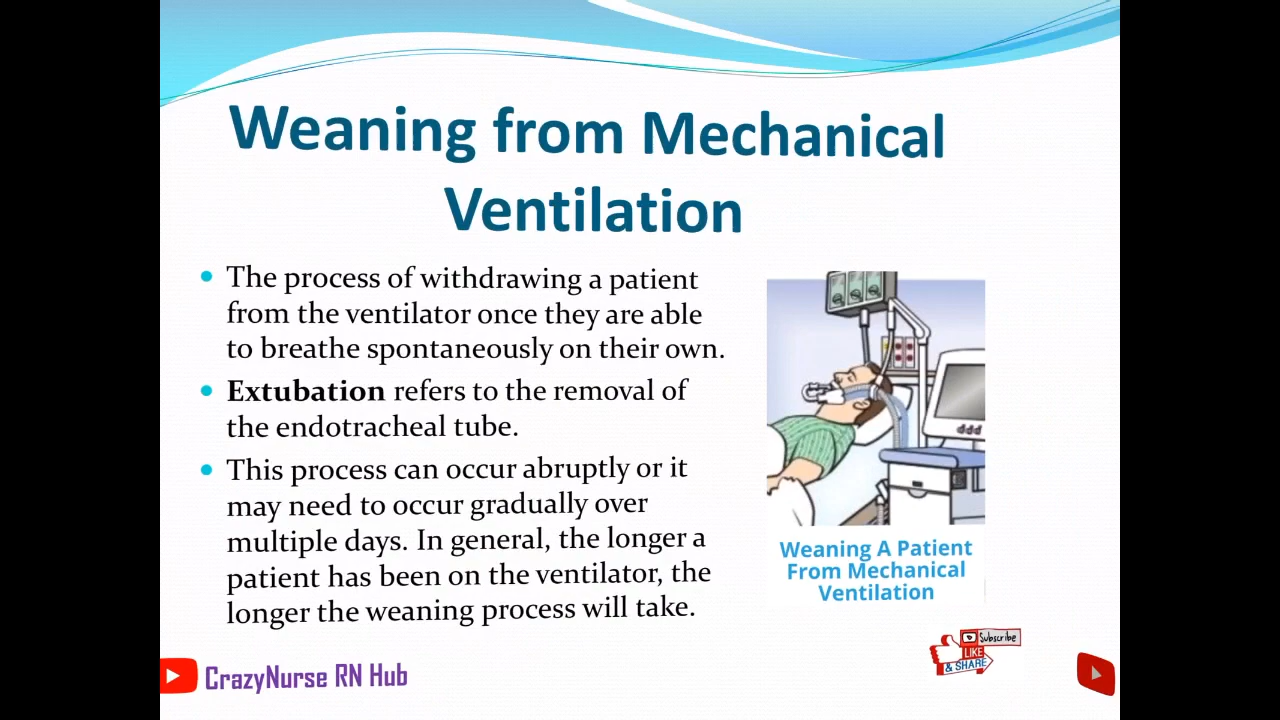 Weaning from Mechanical
Ventilation
The process of withdrawing a patient
from the ventilator once they are able
to breathe spontaneously on their own.
Extubation refers to the removal of
the endotracheal tube.
This process can occur abruptly or it
may need to occur gradually over
multiple days. In general, the longer a
patient has been on the ventilator, the
longer the weaning process will take.
Weaning A Patient
From Mechanical
Ventilation
Subscribe
LIKE
& SHARE
CrazyNurse RN Hub